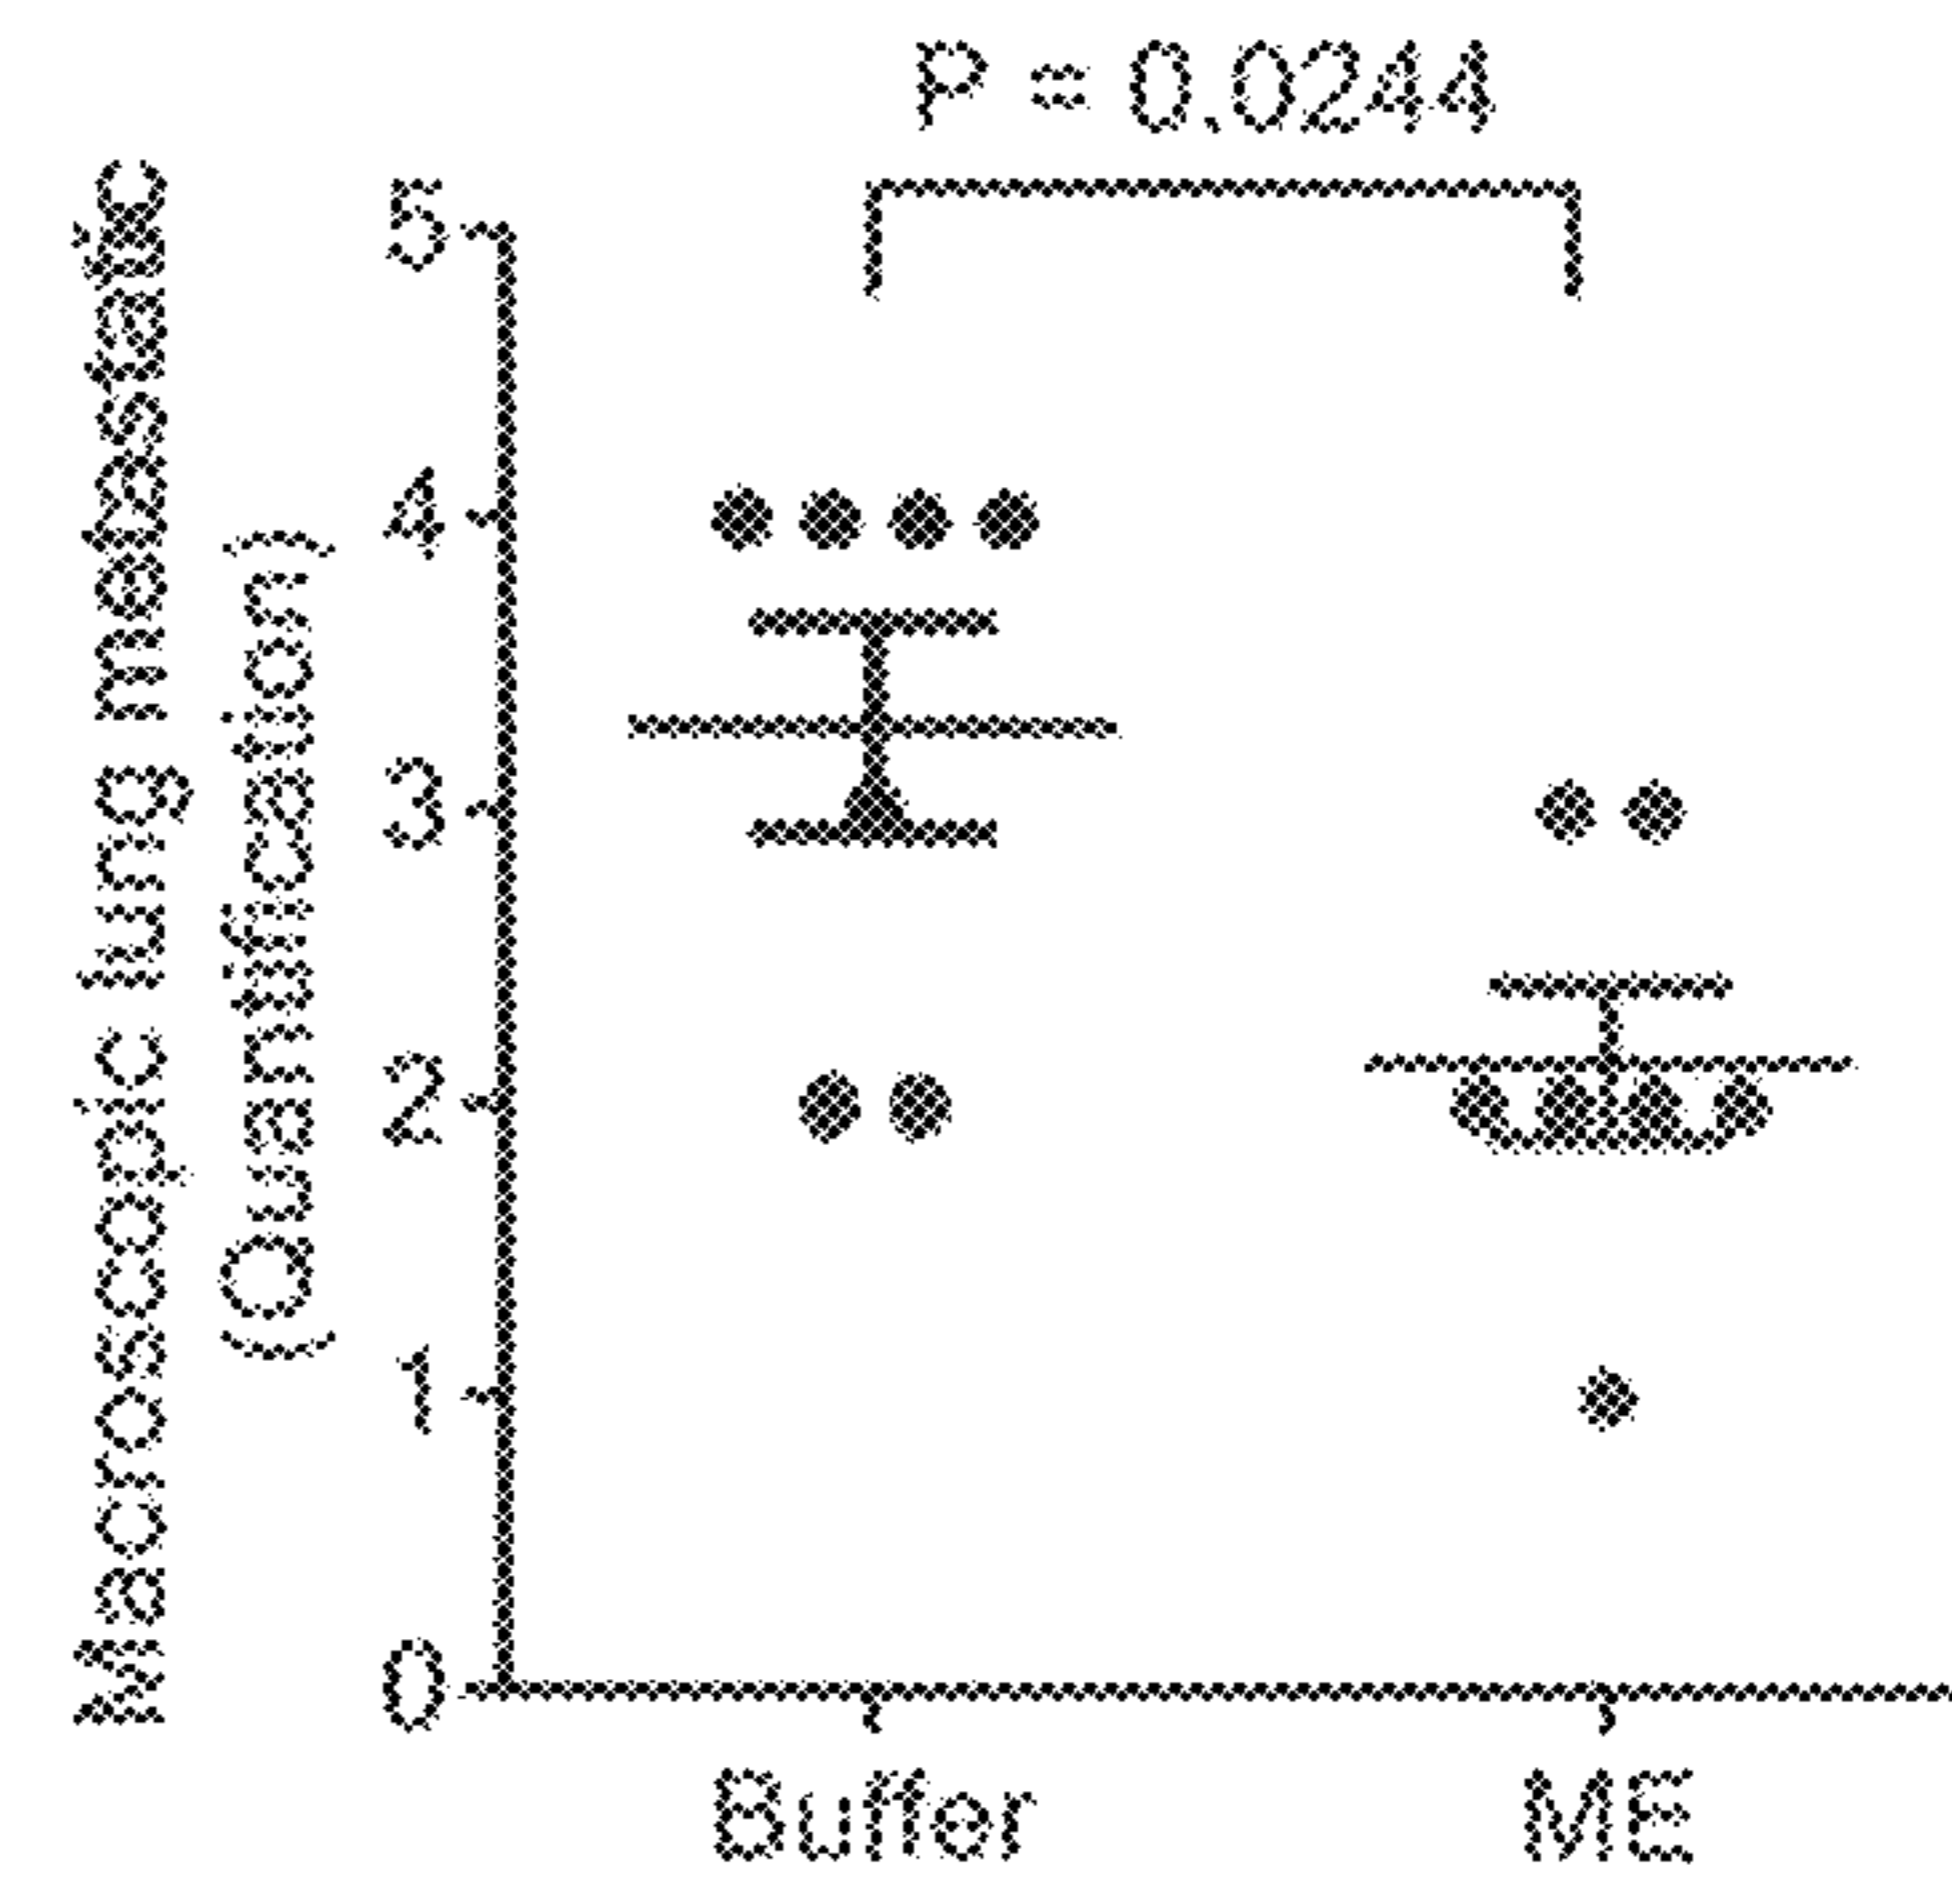 P = 0.0244
Macroscopic lung metastatic
(Quantification)
5
4
3
2
1
0
Buffer
ME